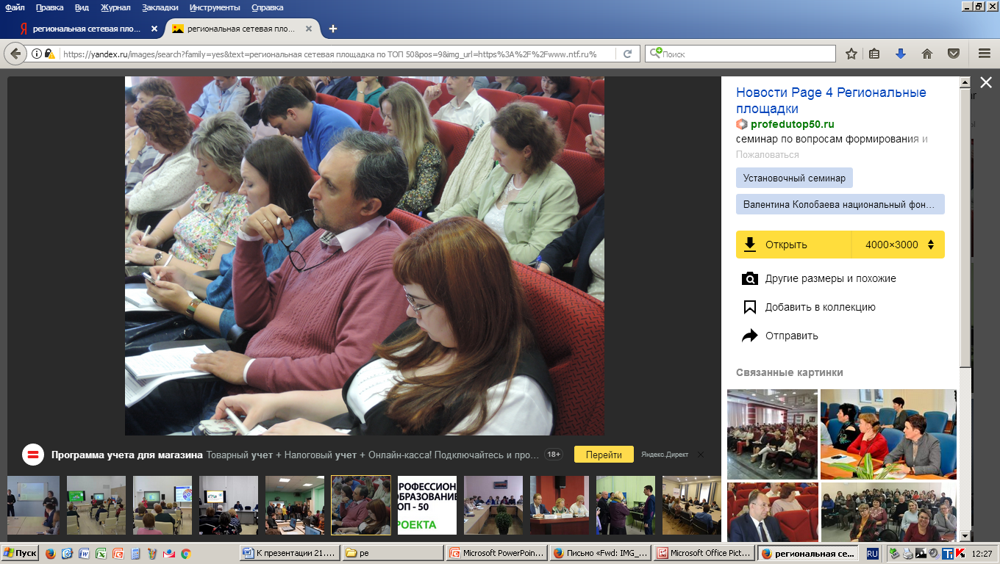 Файл Правка Вид Журнал Закладки Инструменты Справка
региональная сетевая пло...
региональная сетевая пло...
https://yandex.ru/images/search?family=yes&text=региональная сетевая площадка по ТОП 50&pos=9&img_url=https%3A%2F%2Fwww.ntf.ru%
Поиск
Новости Page 4 Региональные
площадки
profedutop50.ru
семинар по вопросам формирования и
Пожаловаться
Установочный семинар
Валентина Колобаева национальный фон...
Открыть 4000×3000
Другие размеры и похожие
Добавить в коллекцию
Отправить
Связанные картинки
Программа учета для магазина Товарный учет + Налоговый учет + Онлайн-касса! Подключайтесь и про... 18+ Перейти Яндекс.Директ
РОФЕССИОН
БРАЗОВАНИЕ
ОП - 50
РОЕКТА
Пуск К презентации 21.... ре Microsoft PowerPoin... Письмо «Fwd: IMG_... Microsoft Office Pict... региональная се... RU 12:27